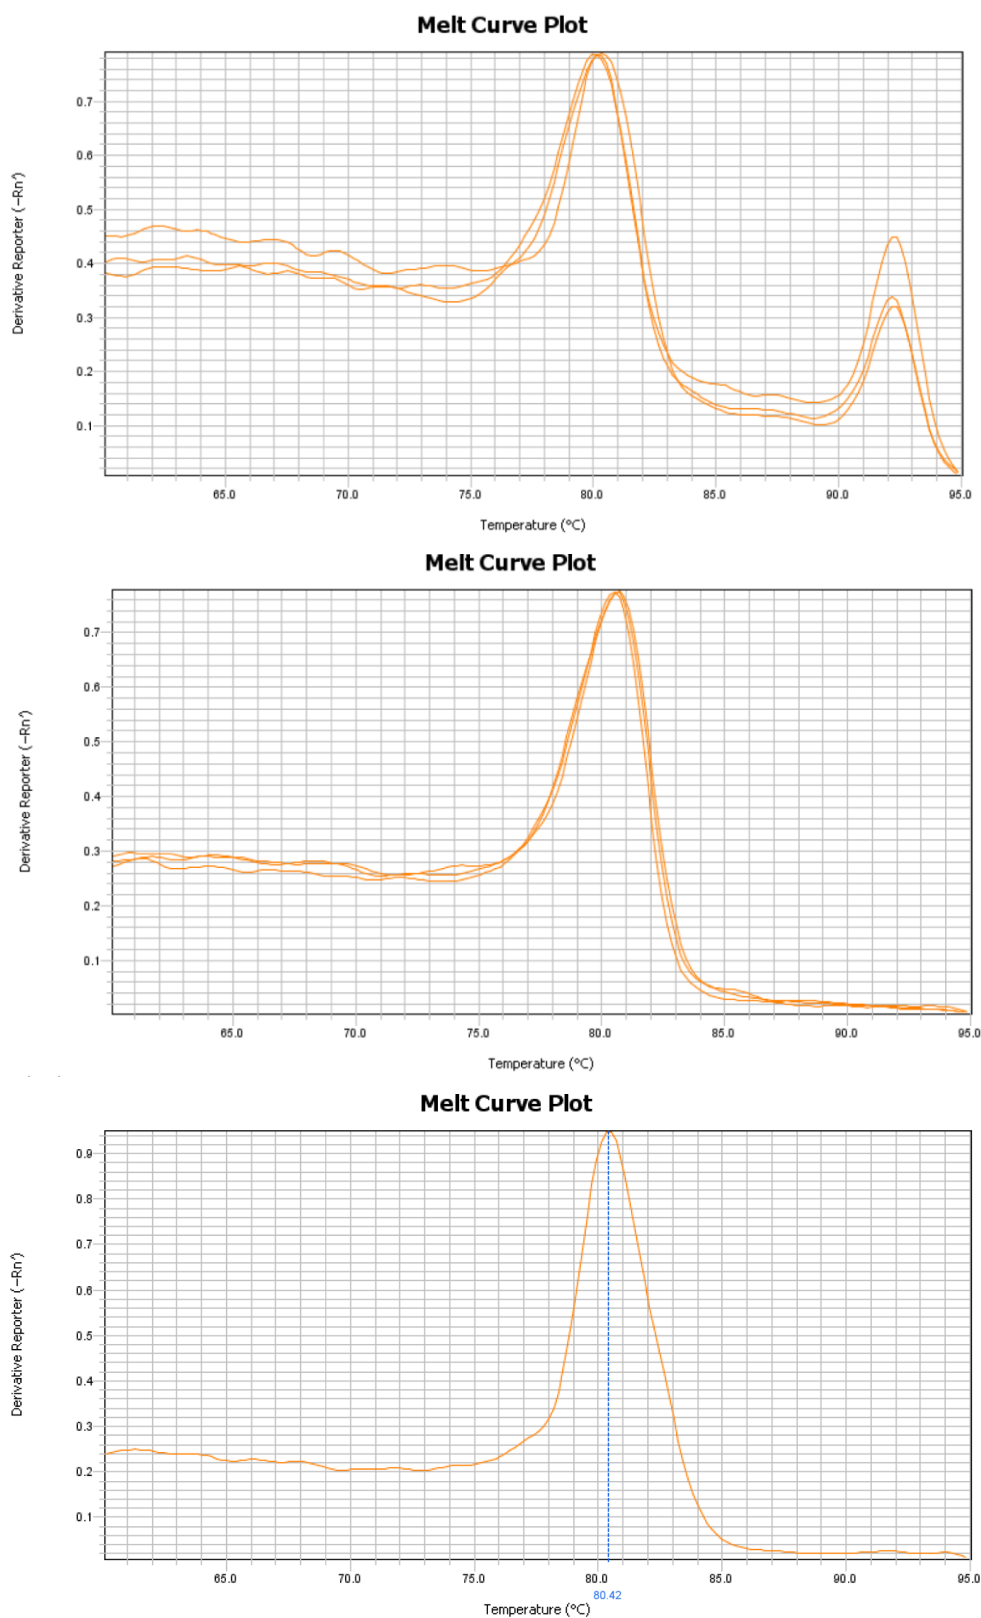 Melt Curve Plot
Derivative Reporter (−Rn′)
0.7
0.6
0.5
0.4
0.3
0.2
0.1
65.0 70.0 75.0 80.0 85.0 90.0 95.0
Temperature (°C)
Melt Curve Plot
Derivative Reporter (−Rn′)
0.7
0.6
0.5
0.4
0.3
0.2
0.1
65.0 70.0 75.0 80.0 85.0 90.0 95.0
Temperature (°C)
Melt Curve Plot
Derivative Reporter (−Rn′)
0.9
0.8
0.7
0.6
0.5
0.4
0.3
0.2
0.1
65.0 70.0 75.0 80.0 85.0 90.0 95.0
80.42
Temperature (°C)